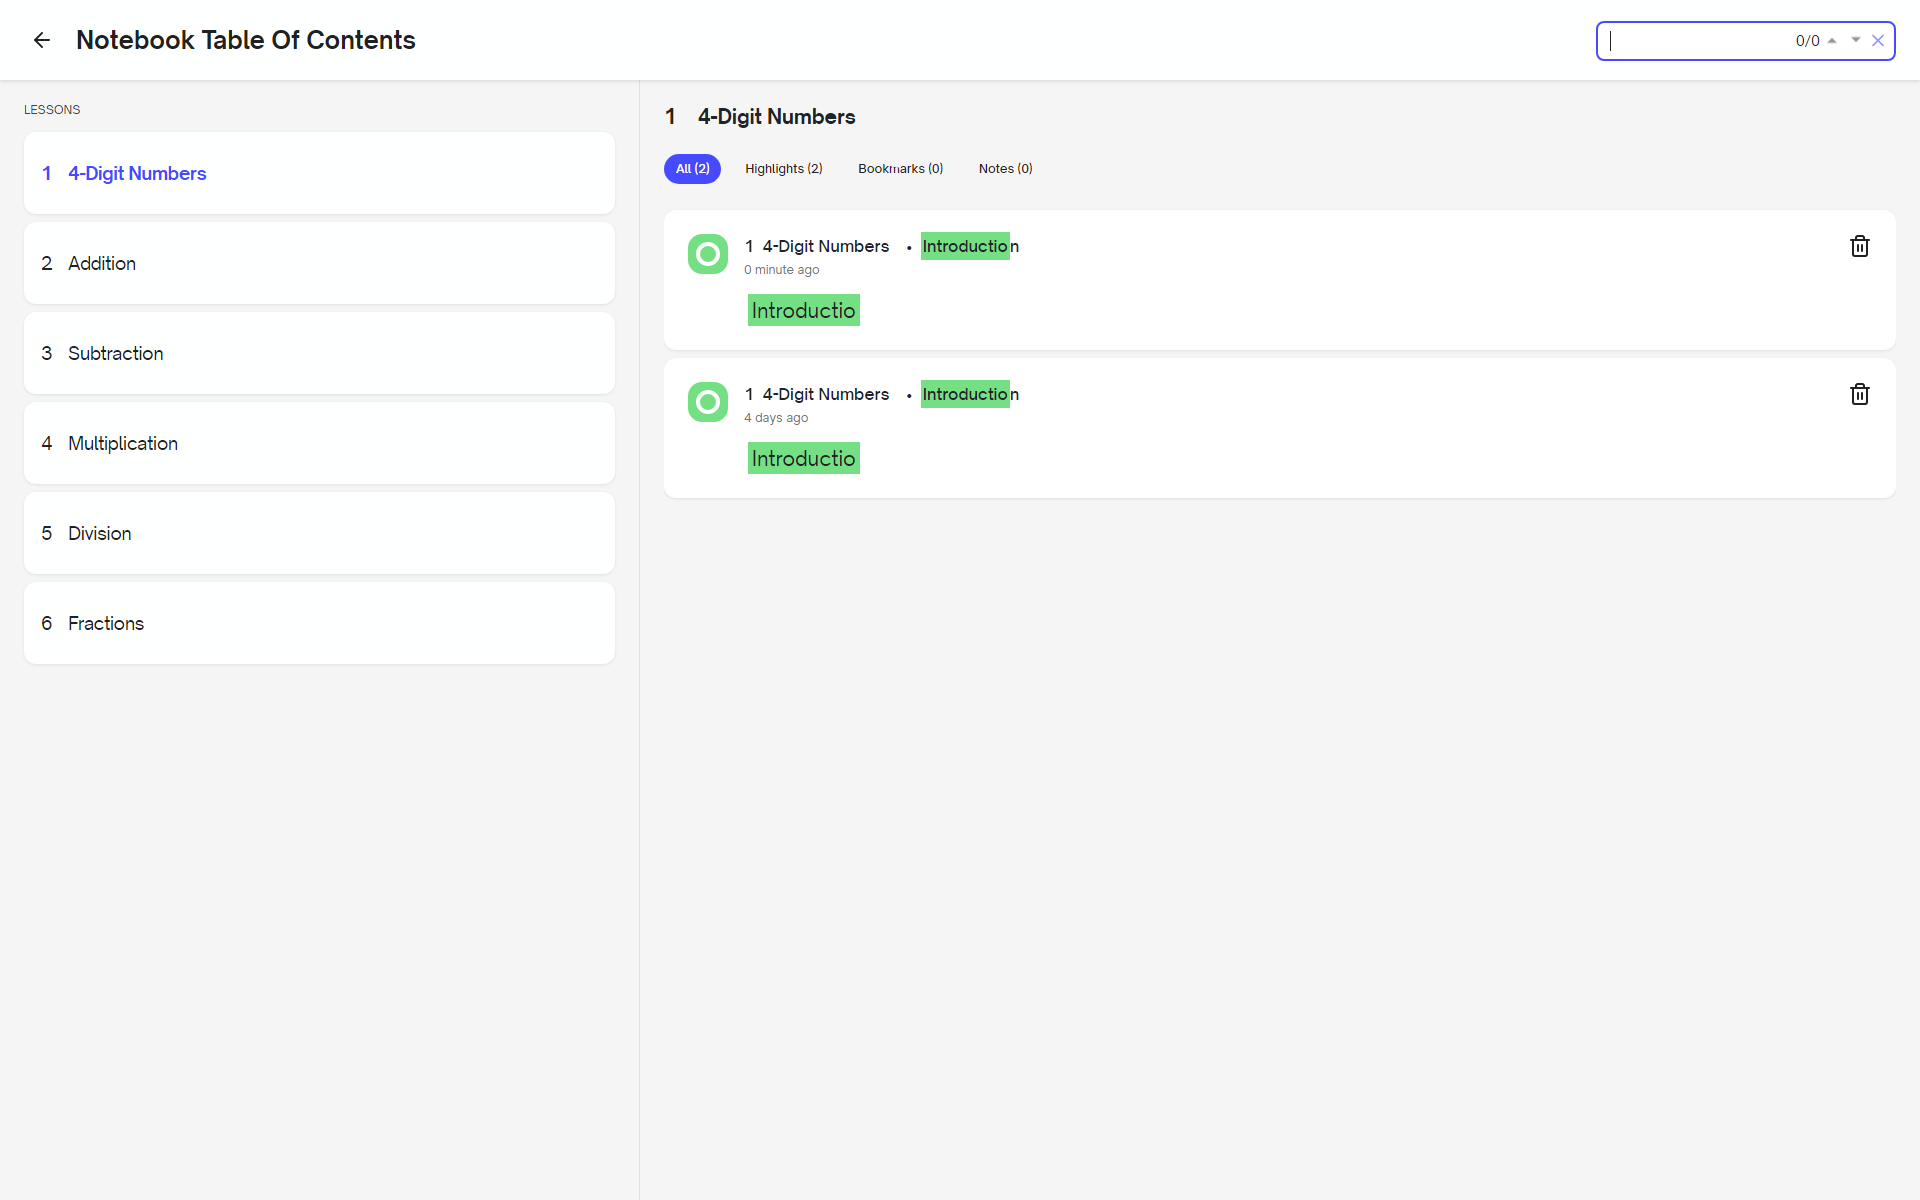 Notebook Table Of Contents
0/0
LESSONS
1 4-Digit Numbers
2 Addition
3 Subtraction
4 Multiplication
5 Division
6 Fractions
1 4-Digit Numbers
All (2) Highlights (2) Bookmarks (0) Notes (0)
1 4-Digit Numbers • Introduction
0 minute ago
Introductio
1 4-Digit Numbers • Introduction
4 days ago
Introductio